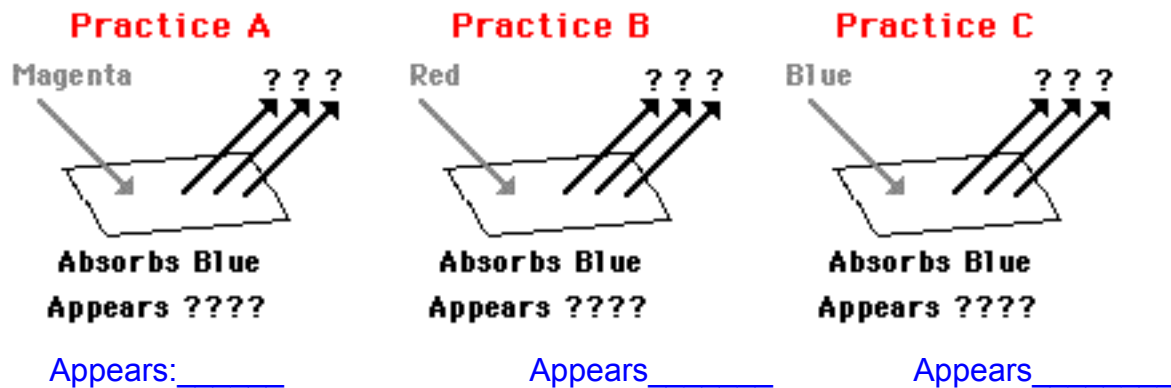 Practice A Practice B Practice C
Magenta ? ? ? Red ? ? ? Blue ? ? ?
Absorbs Blue Absorbs Blue Absorbs Blue
Appears ???? Appears ???? Appears ????
Appears:______ Appears_______ Appears________